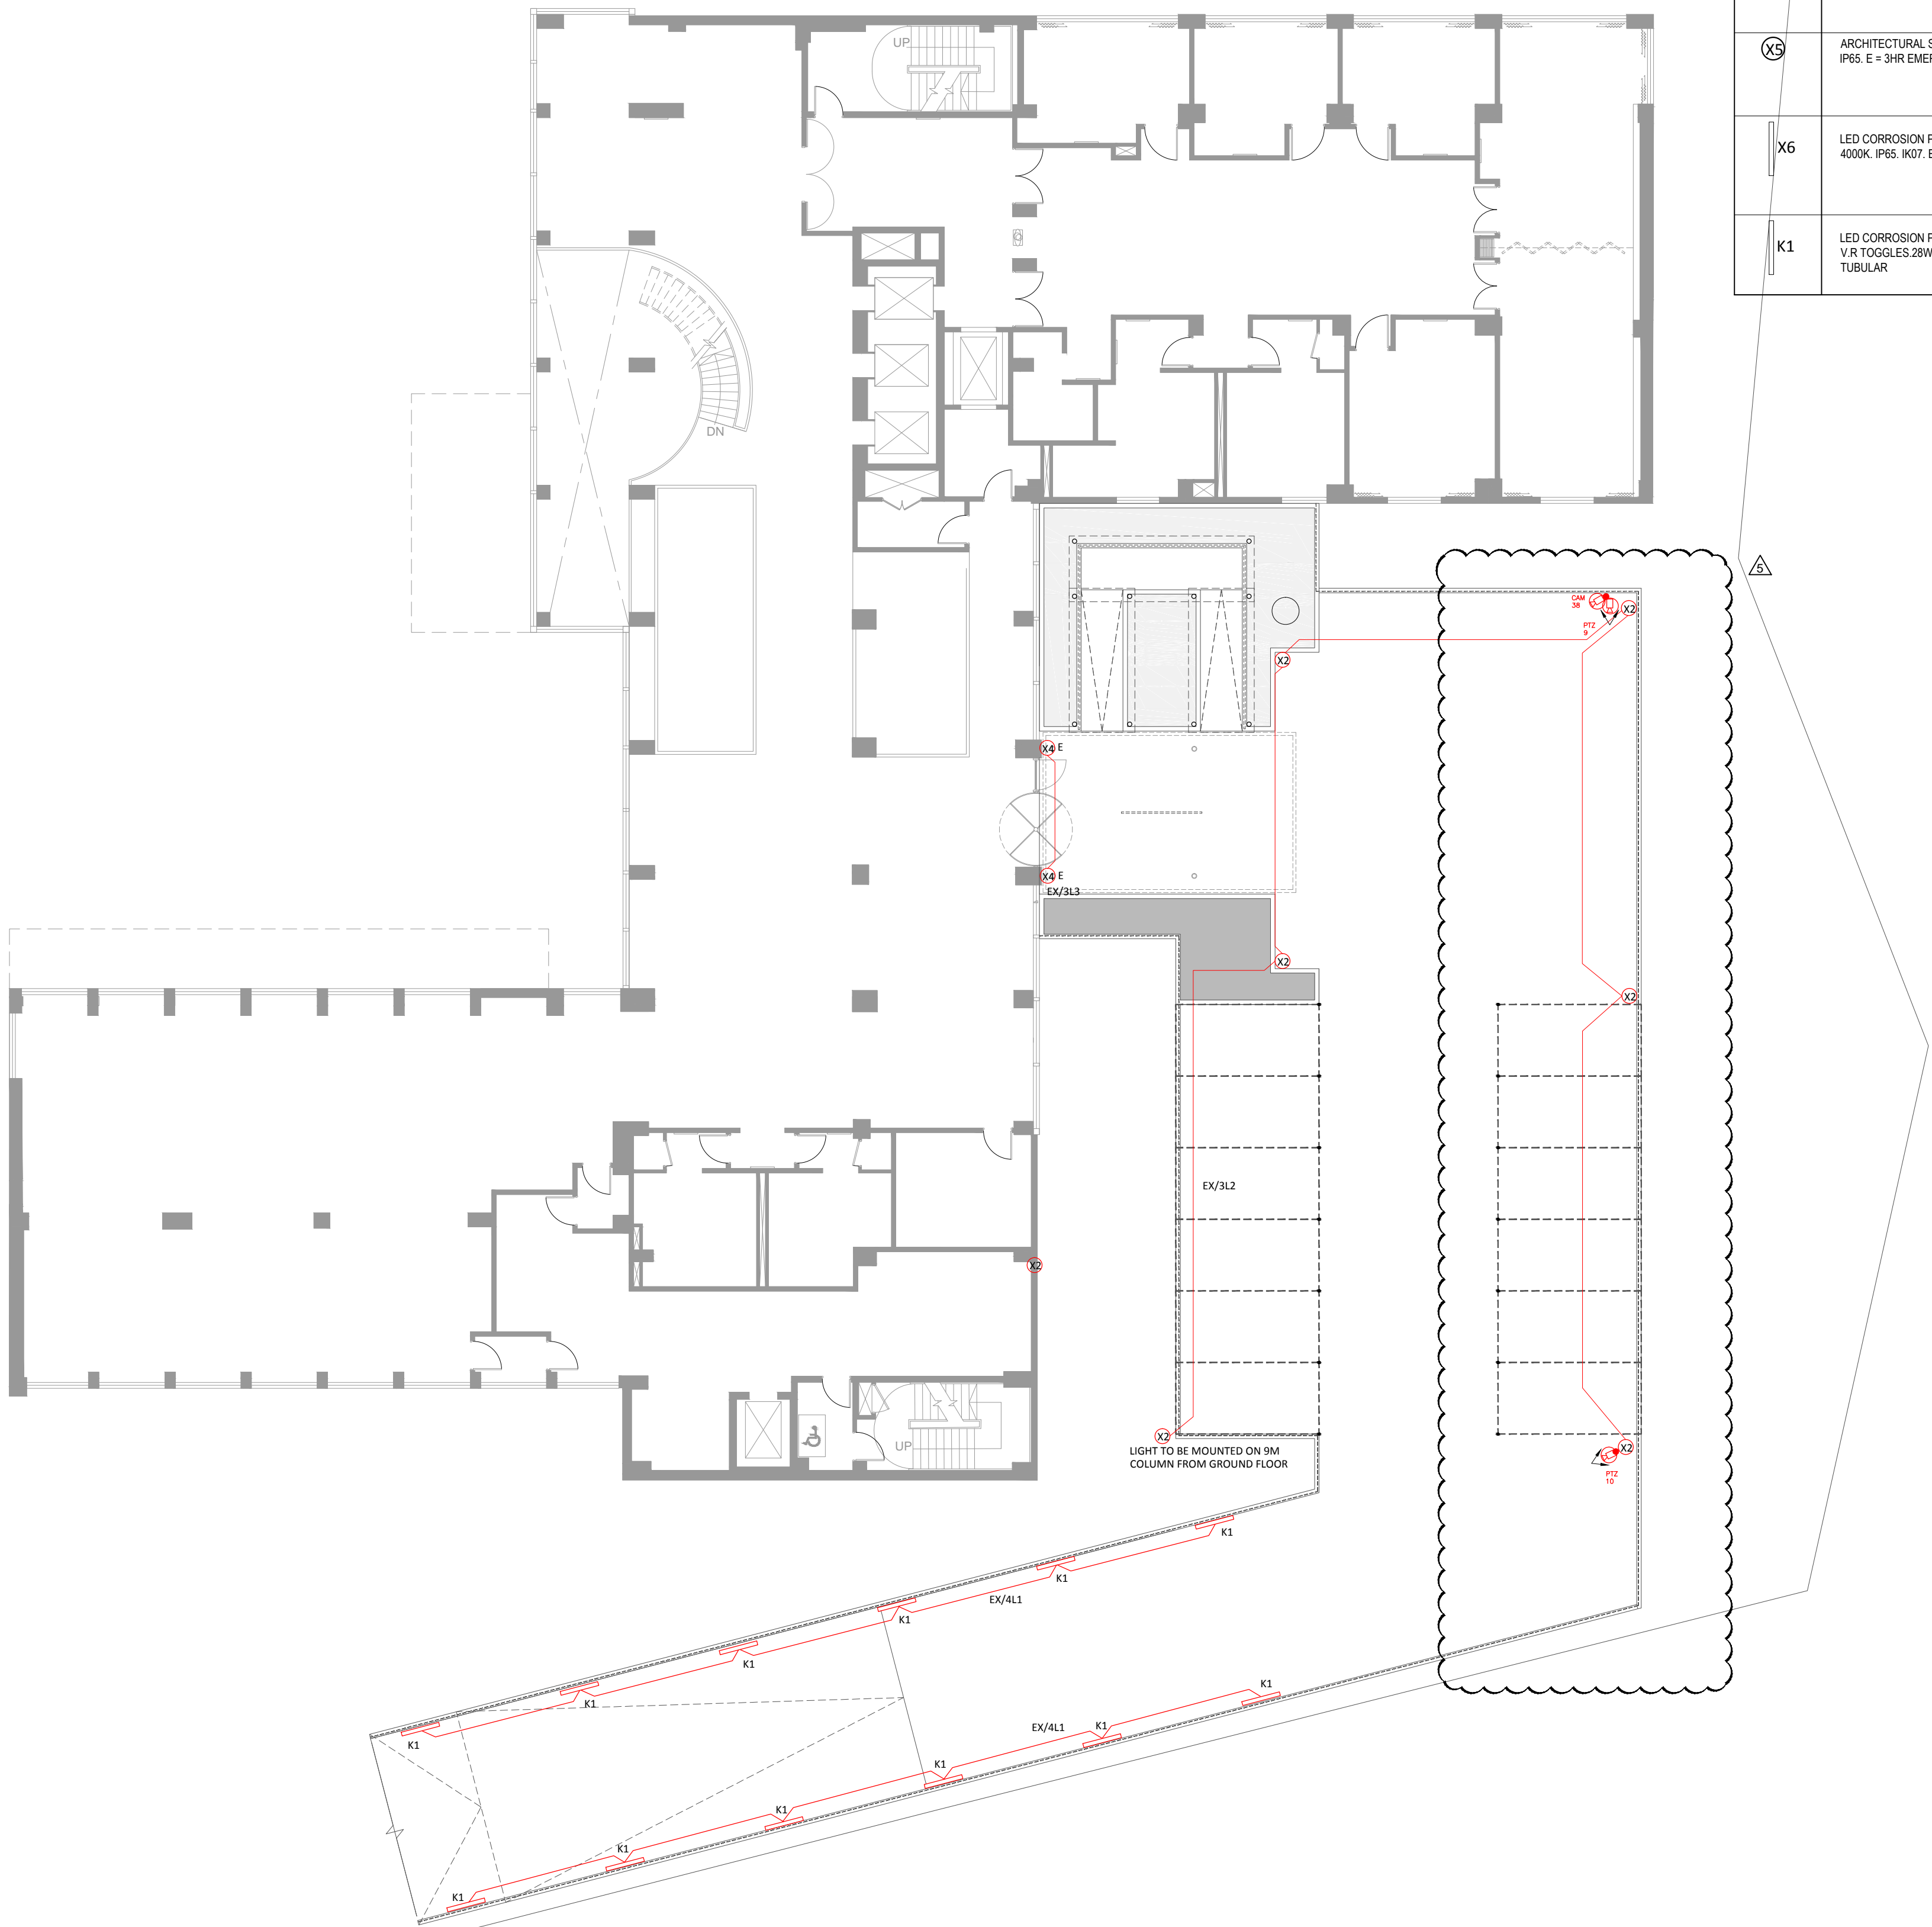 UP
X5
ARCHITECTURAL S
IP65. E = 3HR EMER
X6
LED CORROSION P
4000K. IP65. IK07. E
K1
LED CORROSION P
V.R TOGGLES.28W
TUBULAR
DN
5
CAM
38
X2
PTZ
9
X2
X4 E
X4 E
EX/3L3
X2
X2
EX/3L2
X2
X2
LIGHT TO BE MOUNTED ON 9M
COLUMN FROM GROUND FLOOR
UP
X2
PTZ
10
K1
K1
EX/4L1
K1
K1
K1
K1
K1
EX/4L1
K1
K1
K1
K1
K1